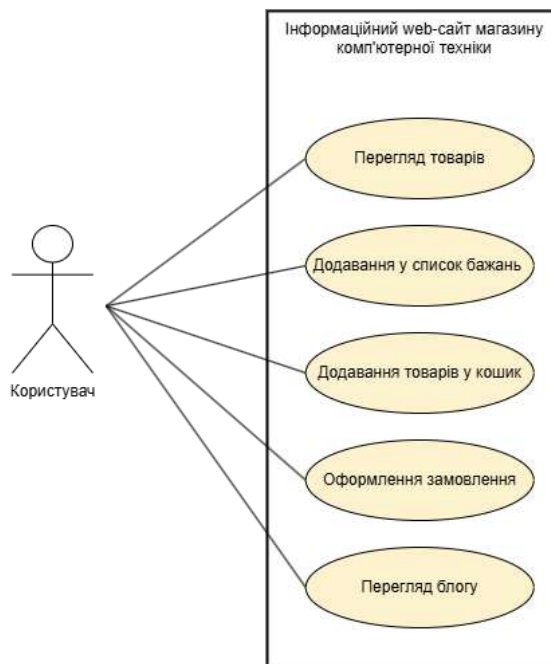 Інформаційний web-сайт магазину
комп'ютерної техніки
Перегляд товарів
Додавання у список бажань
Додавання товарів у кошик
Користувач
Оформлення замовлення
Перегляд блогу